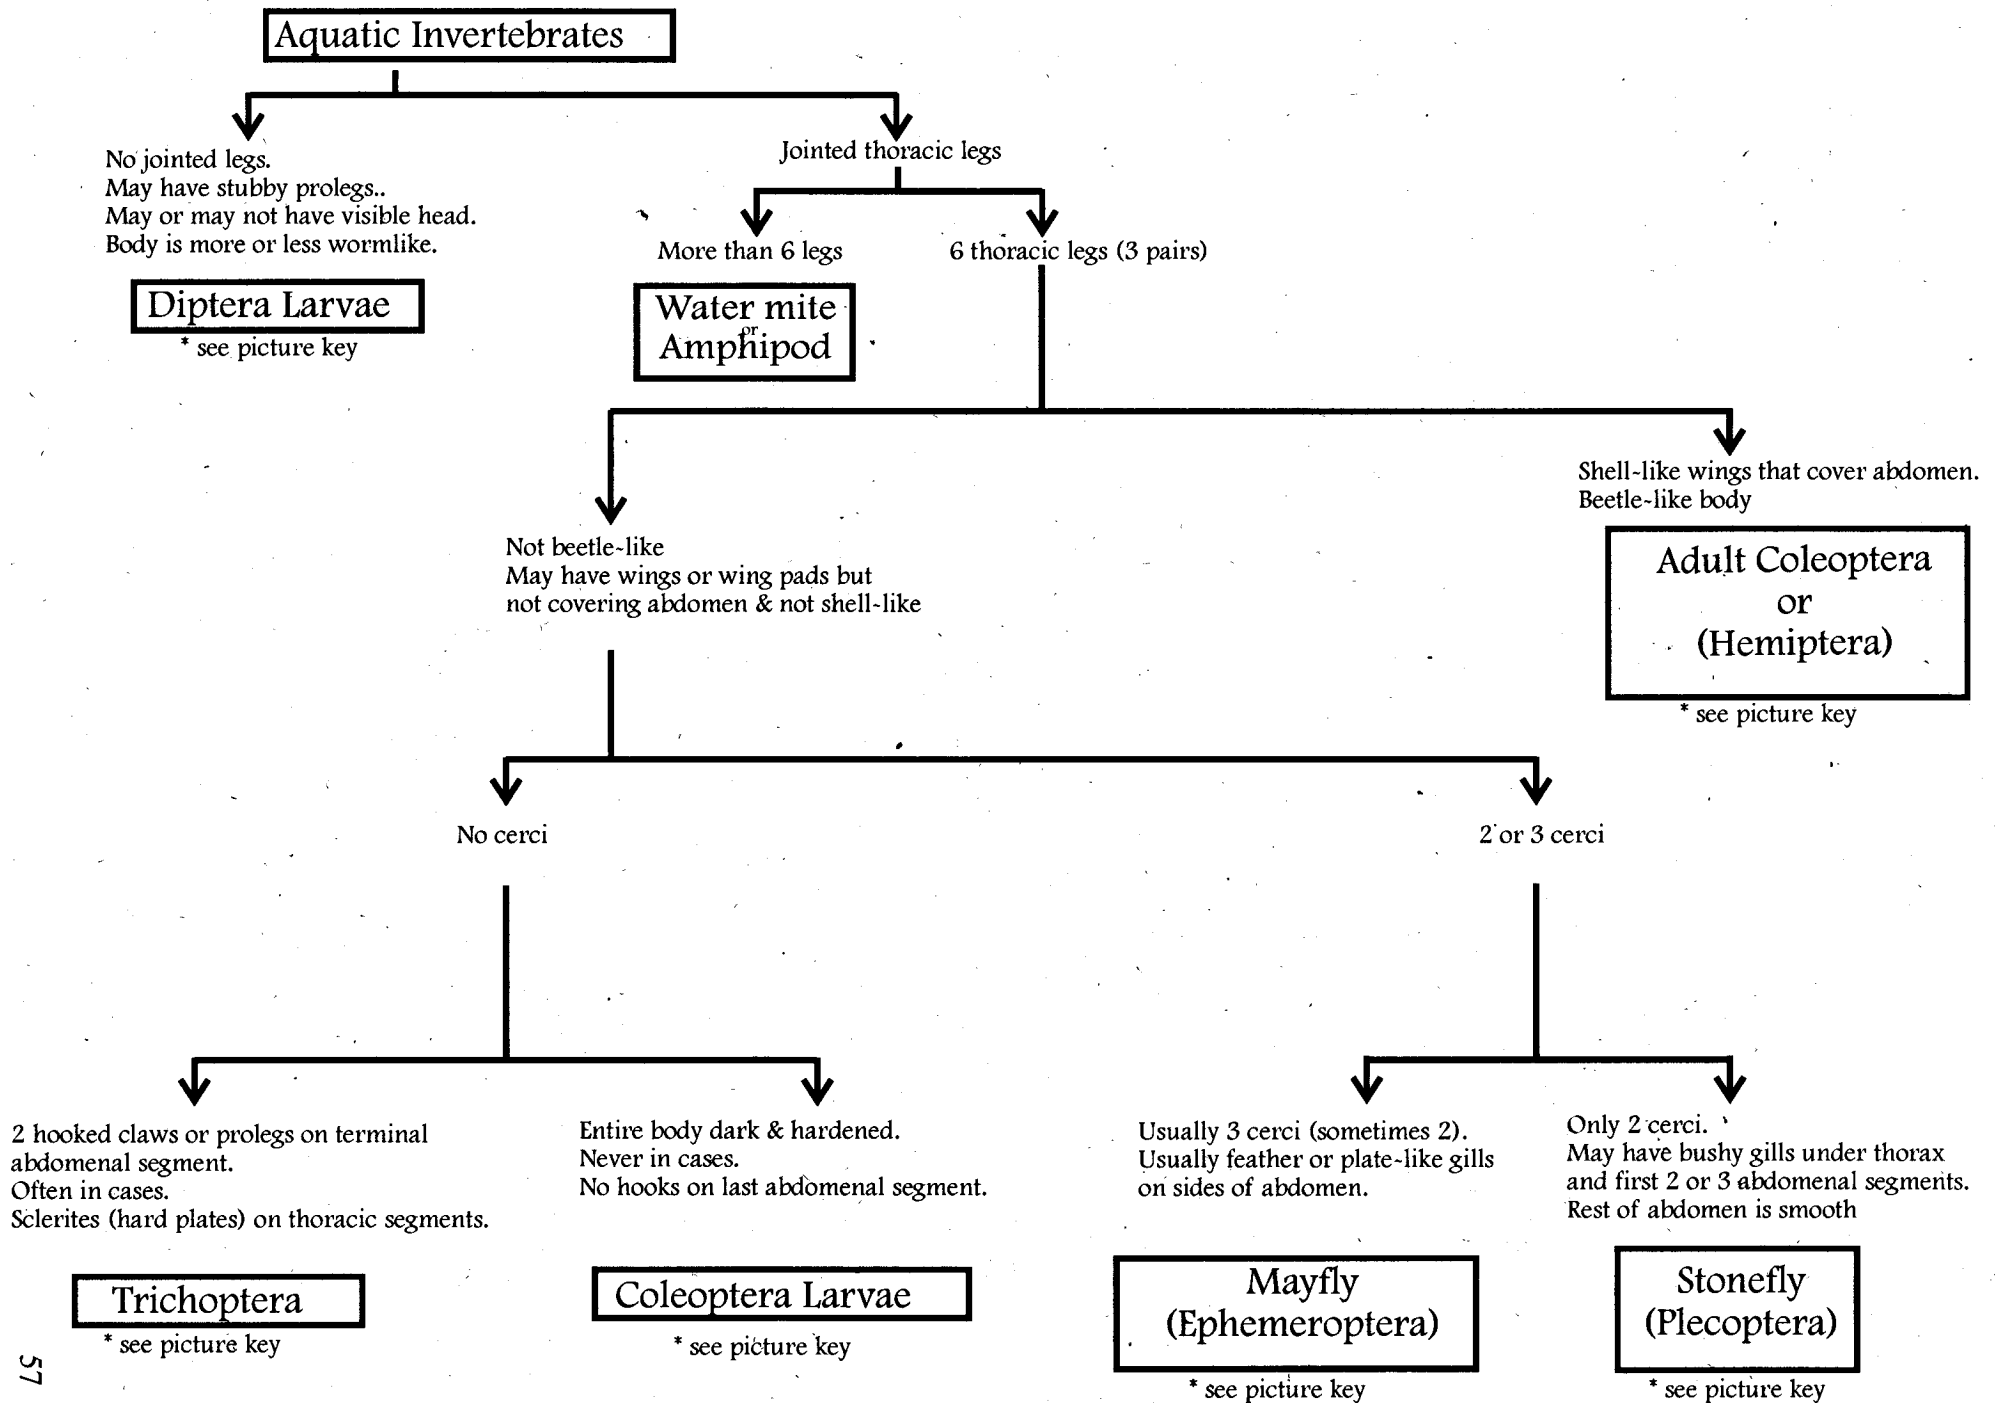 Aquatic Invertebrates
No jointed legs.
May have stubby prolegs..
May or may not have visible head.
Body is more or less wormlike.
Diptera Larvae
* see picture key
Jointed thoracic legs
More than 6 legs
Water mite
or
Amphipod
6 thoracic legs (3 pairs)
Shell-like wings that cover abdomen.
Beetle-like body
Adult Coleoptera
or
(Hemiptera)
* see picture key
Not beetle-like
May have wings or wing pads but
not covering abdomen & not shell-like
No cerci
2 or 3 cerci
2 hooked claws or prolegs on terminal
abdomenal segment.
Often in cases.
Sclerites (hard plates) on thoracic segments.
Trichoptera
* see picture key
Entire body dark & hardened.
Never in cases.
No hooks on last abdomenal segment.
Coleoptera Larvae
* see picture key
Usually 3 cerci (sometimes 2).
Usually feather or plate-like gills
on sides of abdomen.
Mayfly
(Ephemeroptera)
* see picture key
Only 2 cerci.
May have bushy gills under thorax
and first 2 or 3 abdomenal segments.
Rest of abdomen is smooth
Stonefly
(Plecoptera)
* see picture key
57